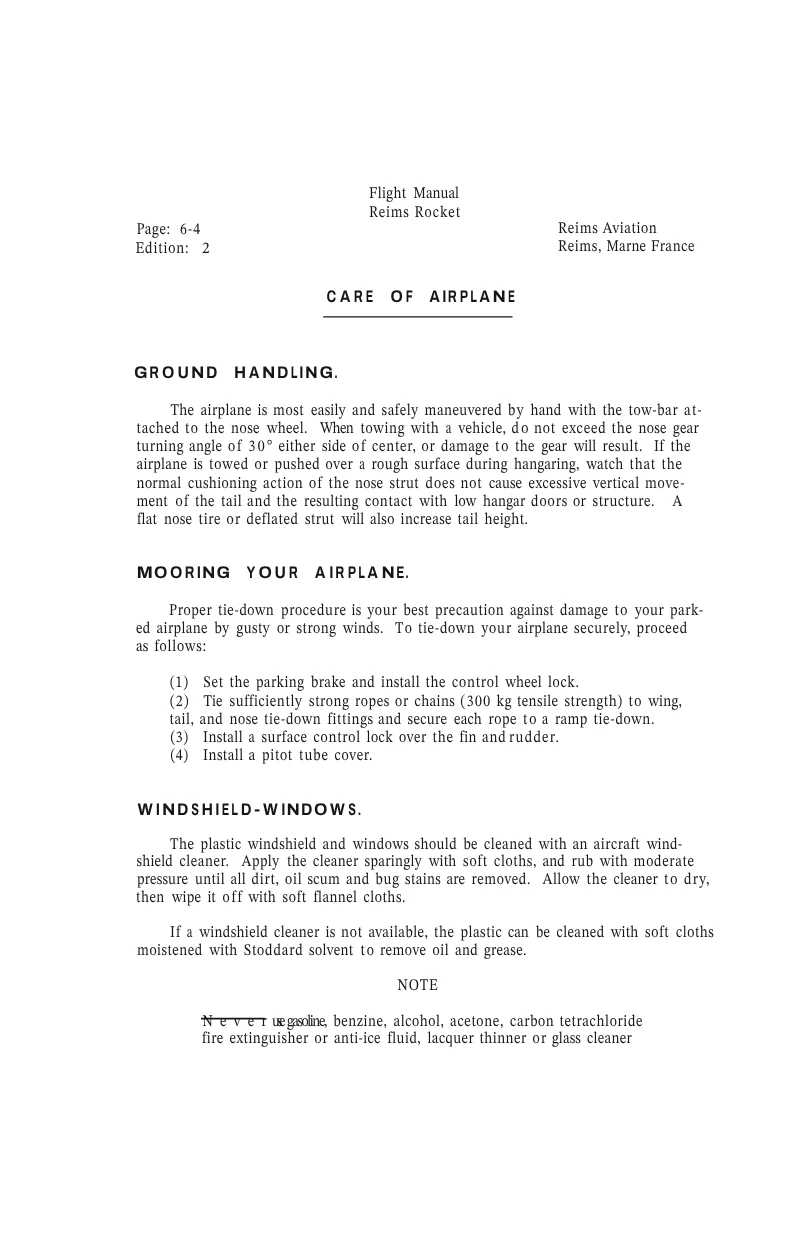 Flight Manual
Reims Rocket
Page: 6-4
Reims Aviation
Edition: 2
Reims, Marne France
CARE OF AIRPLANE
GROUND HANDLING.
The airplane is most easily and safely maneuvered by hand with the tow-bar at-
tached to the nose wheel. When towing with a vehicle, do not exceed the nose gear
turning angle of 30° either side of center, or damage to the gear will result. If the
airplane is towed or pushed over a rough surface during hangaring, watch that the
normal cushioning action of the nose strut does not cause excessive vertical move-
ment of the tail and the resulting contact with low hangar doors or structure. A
flat nose tire or deflated strut will also increase tail height.
MOORING YOUR AIRPLANE.
Proper tie-down procedure is your best precaution against damage to your park-
ed airplane by gusty or strong winds. To tie-down your airplane securely, proceed
as follows:
(1) Set the parking brake and install the control wheel lock.
(2) Tie sufficiently strong ropes or chains (300 kg tensile strength) to wing,
tail, and nose tie-down fittings and secure each rope to a ramp tie-down.
(3) Install a surface control lock over the fin and rudder.
(4) Install a pitot tube cover.
WINDSHIELD-WINDOWS.
The plastic windshield and windows should be cleaned with an aircraft wind-
shield cleaner. Apply the cleaner sparingly with soft cloths, and rub with moderate
pressure until all dirt, oil scum and bug stains are removed. Allow the cleaner to dry,
then wipe it off with soft flannel cloths.
If a windshield cleaner is not available, the plastic can be cleaned with soft cloths
moistened with Stoddard solvent to remove oil and grease.
NOTE
Never use gasoline, benzine, alcohol, acetone, carbon tetrachloride
fire extinguisher or anti-ice fluid, lacquer thinner or glass cleaner